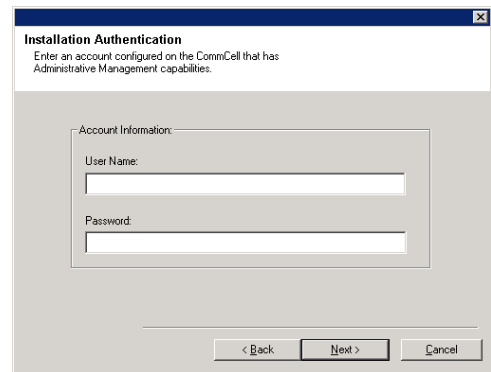 Installation Authentication
Enter an account configured on the CommCell that has
Administrative Management capabilities.
Account Information:
User Name:
Password:
< Back
Next >
Cancel